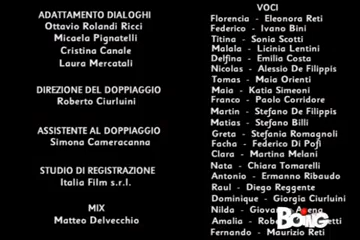 ADATTAMENTO DIALOGHI
Ottavio Rolandi Ricci
Micaela Pignatelli
Cristina Canale
Laura Mercatali
DIREZIONE DEL DOPPIAGGIO
Roberto Ciurluini
ASSISTENTE AL DOPPIAGGIO
Simona Cameracanna
STUDIO DI REGISTRAZIONE
Italia Film s.r.l.
MIX
Matteo Delvecchio
VOCI
Florencia - Eleonora Reti
Federico - Ivano Bini
Titina - Sonia Scotti
Malala - Licinia Lentini
Delfina - Emilia Costa
Nicolas - Alessio De Filippis
Tomas - Maia Orienti
Maia - Katia Simeoni
Franco - Paolo Carridore
Martin - Stefano De Filippis
Matias - Stefano Billi
Greta - Stefania Romagnoli
Facha - Federico Di Pofi
Clara - Martina Melani
Nata - Chiara Tomarelli
Antonio - Ermanno Ribaudo
Raul - Diego Reggente
Dominique - Giorgia Ciurluini
Nilda - Arena
Amalia -
Fernando - Maurizio Reti
BOING